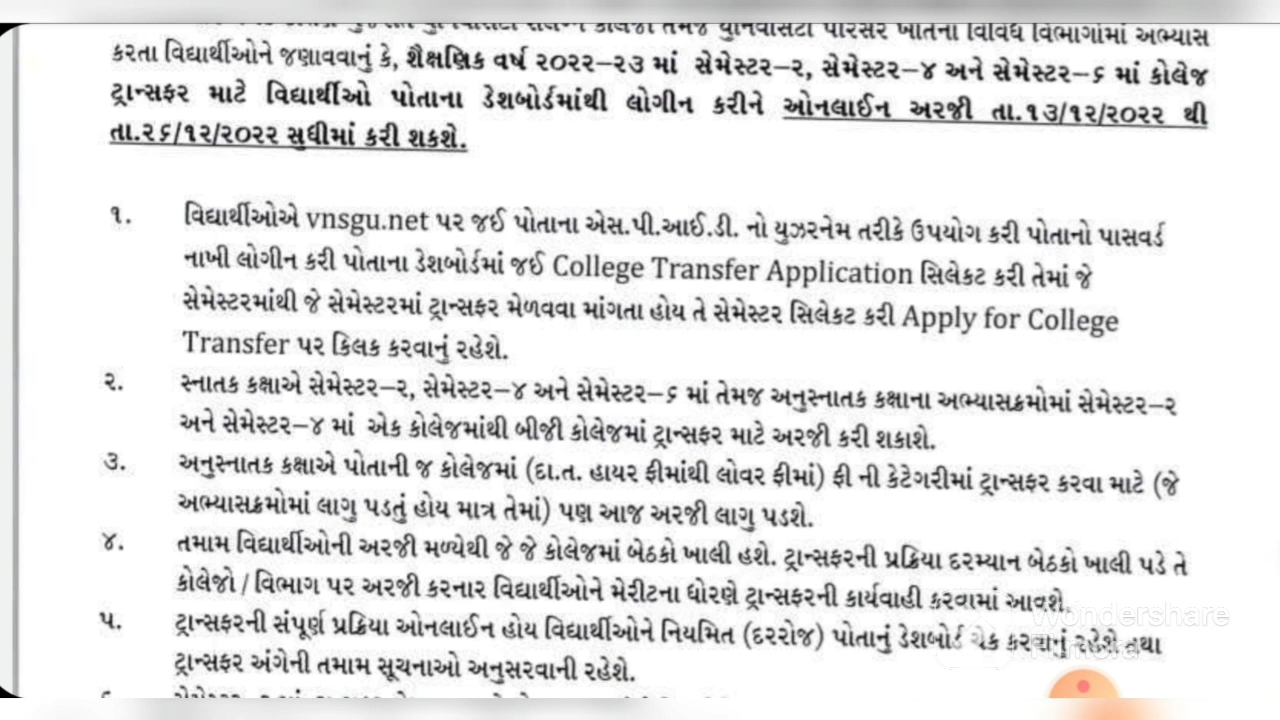 યુનિવર્સિટી પરિસર ખાતેના વિવિધ વિભાગોમાં અભ્યાસ
કરતા વિદ્યાર્થીઓને જણાવવાનું કે, શૈક્ષણિક વર્ષ ૨૦૨૨-૨૩ માં સેમેસ્ટર-૨, સેમેસ્ટર-૪ અને સેમેસ્ટર-૬ માં કોલેજ
ટ્રાન્સફર માટે વિદ્યાર્થીઓ પોતાના ડેશબોર્ડમાંથી લોગીન કરીને ઓનલાઈન અરજી તા.૧૩/૧૨/૨૦૨૨ થી
તા.૨૬/૧૨/૨૦૨૨ સુધીમાં કરી શકશે.
૧. વિદ્યાર્થીઓએ vnsgu.net પર જઈ પોતાના એસ.પી.આઈ.ડી. નો યુઝરનેમ તરીકે ઉપયોગ કરી પોતાનો પાસવર્ડ
નાખી લોગીન કરી પોતાના ડેશબોર્ડમાં જઈ College Transfer Application સિલેકટ કરી તેમાં જે
સેમેસ્ટરમાંથી જે સેમેસ્ટરમાં ટ્રાન્સફર મેળવવા માંગતા હોય તે સેમેસ્ટર સિલેકટ કરી Apply for College
Transfer પર કિલક કરવાનું રહેશે.
૨. સ્નાતક કક્ષાએ સેમેસ્ટર-૨, સેમેસ્ટર-૪ અને સેમેસ્ટર-૬ માં તેમજ અનુસ્નાતક કક્ષાના અભ્યાસક્રમોમાં સેમેસ્ટર-૨
અને સેમેસ્ટર-૪ માં એક કોલેજમાંથી બીજી કોલેજમાં ટ્રાન્સફર માટે અરજી કરી શકાશે.
૩. અનુસ્નાતક કક્ષાએ પોતાની જ કોલેજમાં (દા.ત. હાયર ફીમાંથી લોવર ફીમાં) ફી ની કેટેગરીમાં ટ્રાન્સફર કરવા માટે (જે
અભ્યાસક્રમોમાં લાગુ પડતું હોય માત્ર તેમાં) પણ આજ અરજી લાગુ પડશે.
૪. તમામ વિદ્યાર્થીઓની અરજી મળ્યેથી જે જે કોલેજમાં બેઠકો ખાલી હશે. ટ્રાન્સફરની પ્રક્રિયા દરમ્યાન બેઠકો ખાલી પડે તે
કોલેજો / વિભાગ પર અરજી કરનાર વિદ્યાર્થીઓને મેરીટના ધોરણે ટ્રાન્સફરની કાર્યવાહી કરવામાં આવશે.
૫. ટ્રાન્સફરની સંપૂર્ણ પ્રક્રિયા ઓનલાઈન હોય વિદ્યાર્થીઓને નિયમિત (દરરોજ) પોતાનું ડેશબોર્ડ ચેક કરવાનું રહેશે તથા
ટ્રાન્સફર અંગેની તમામ સૂચનાઓ અનુસરવાની રહેશે.
Wondershare
Filmora